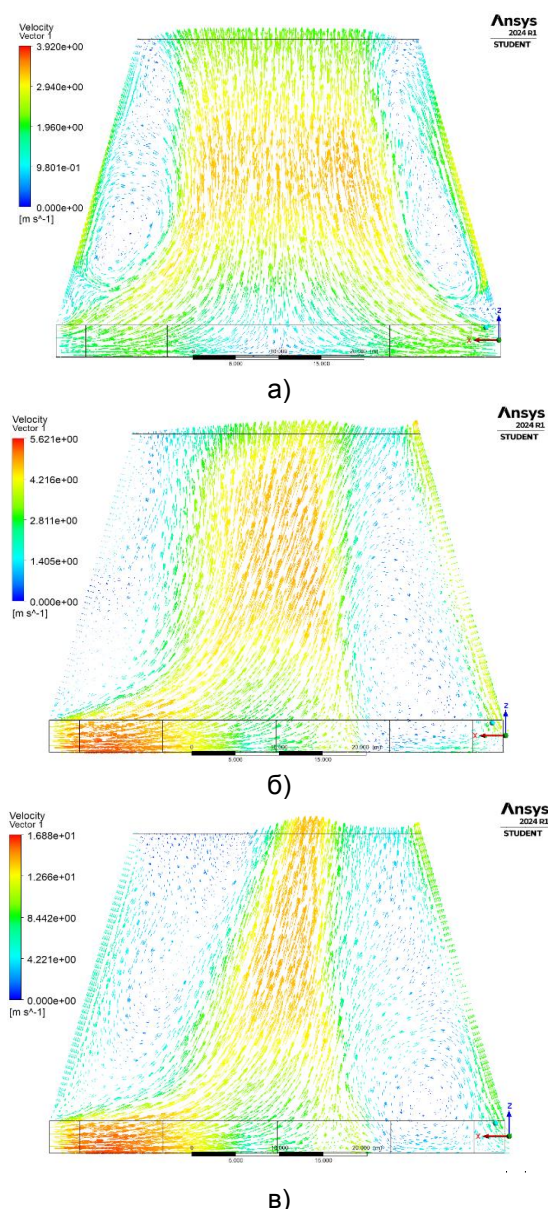 Velocity
Vector 1
3.920e+00
2.940e+00
1.960e+00
9.801e-01
0.000e+00
[m s^-1]
Ansys
2024 R1
STUDENT
Z
X
0
10.000
5.000
15.000
а)
Velocity
Vector 1
5.621e+00
4.216e+00
2.811e+00
1.405e+00
0.000e+00
[m s^-1]
Ansys
2024 R1
STUDENT
Z
X
0
10.000
20.000 (m)
5.000
15.000
б)
Velocity
Vector 1
1.688e+01
1.266e+01
8.442e+00
4.221e+00
0.000e+00
[m s^-1]
Ansys
2024 R1
STUDENT
Z
X
0
10.000
20.000 (m)
5.000
15.000
в)